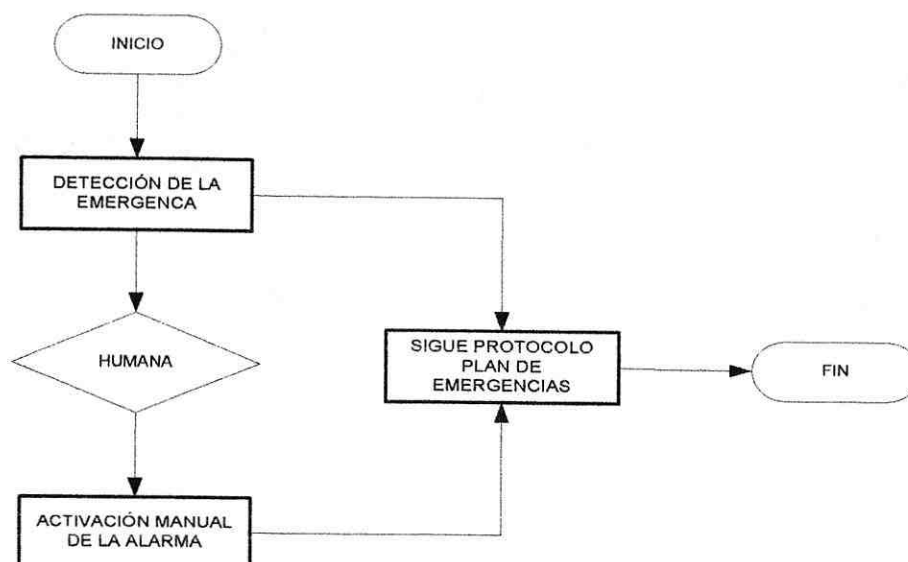 INICIO
DETECCIÓN DE LA
EMERGENCA
HUMANA
SIGUE PROTOCOLO
PLAN DE
EMERGENCIAS
FIN
ACTIVACIÓN MANUAL
DE LA ALARMA